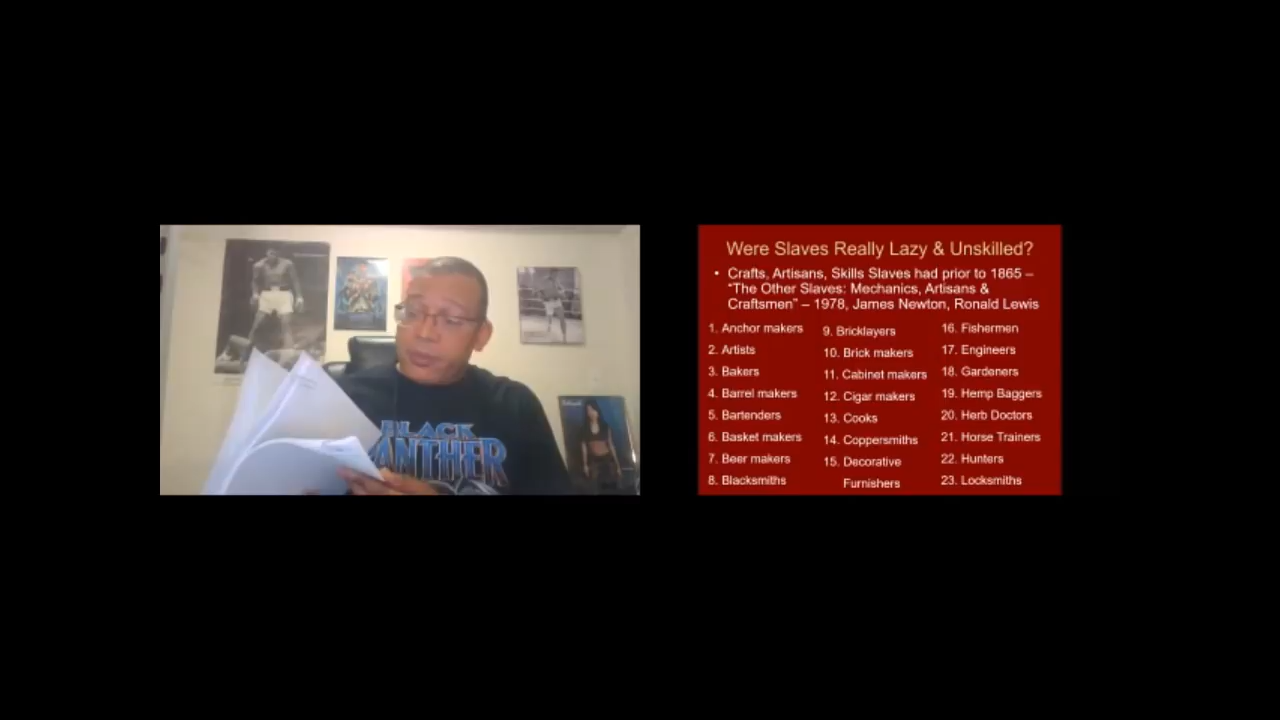 BLACK
PANTHER
Were Slaves Really Lazy & Unskilled?
• Crafts, Artisans, Skills Slaves had prior to 1865 –
“The Other Slaves: Mechanics, Artisans &
Craftsmen” – 1978, James Newton, Ronald Lewis
1. Anchor makers
2. Artists
3. Bakers
4. Barrel makers
5. Bartenders
6. Basket makers
7. Beer makers
8. Blacksmiths
9. Bricklayers
10. Brick makers
11. Cabinet makers
12. Cigar makers
13. Cooks
14. Coppersmiths
15. Decorative
Furnishers
16. Fishermen
17. Engineers
18. Gardeners
19. Hemp Baggers
20. Herb Doctors
21. Horse Trainers
22. Hunters
23. Locksmiths